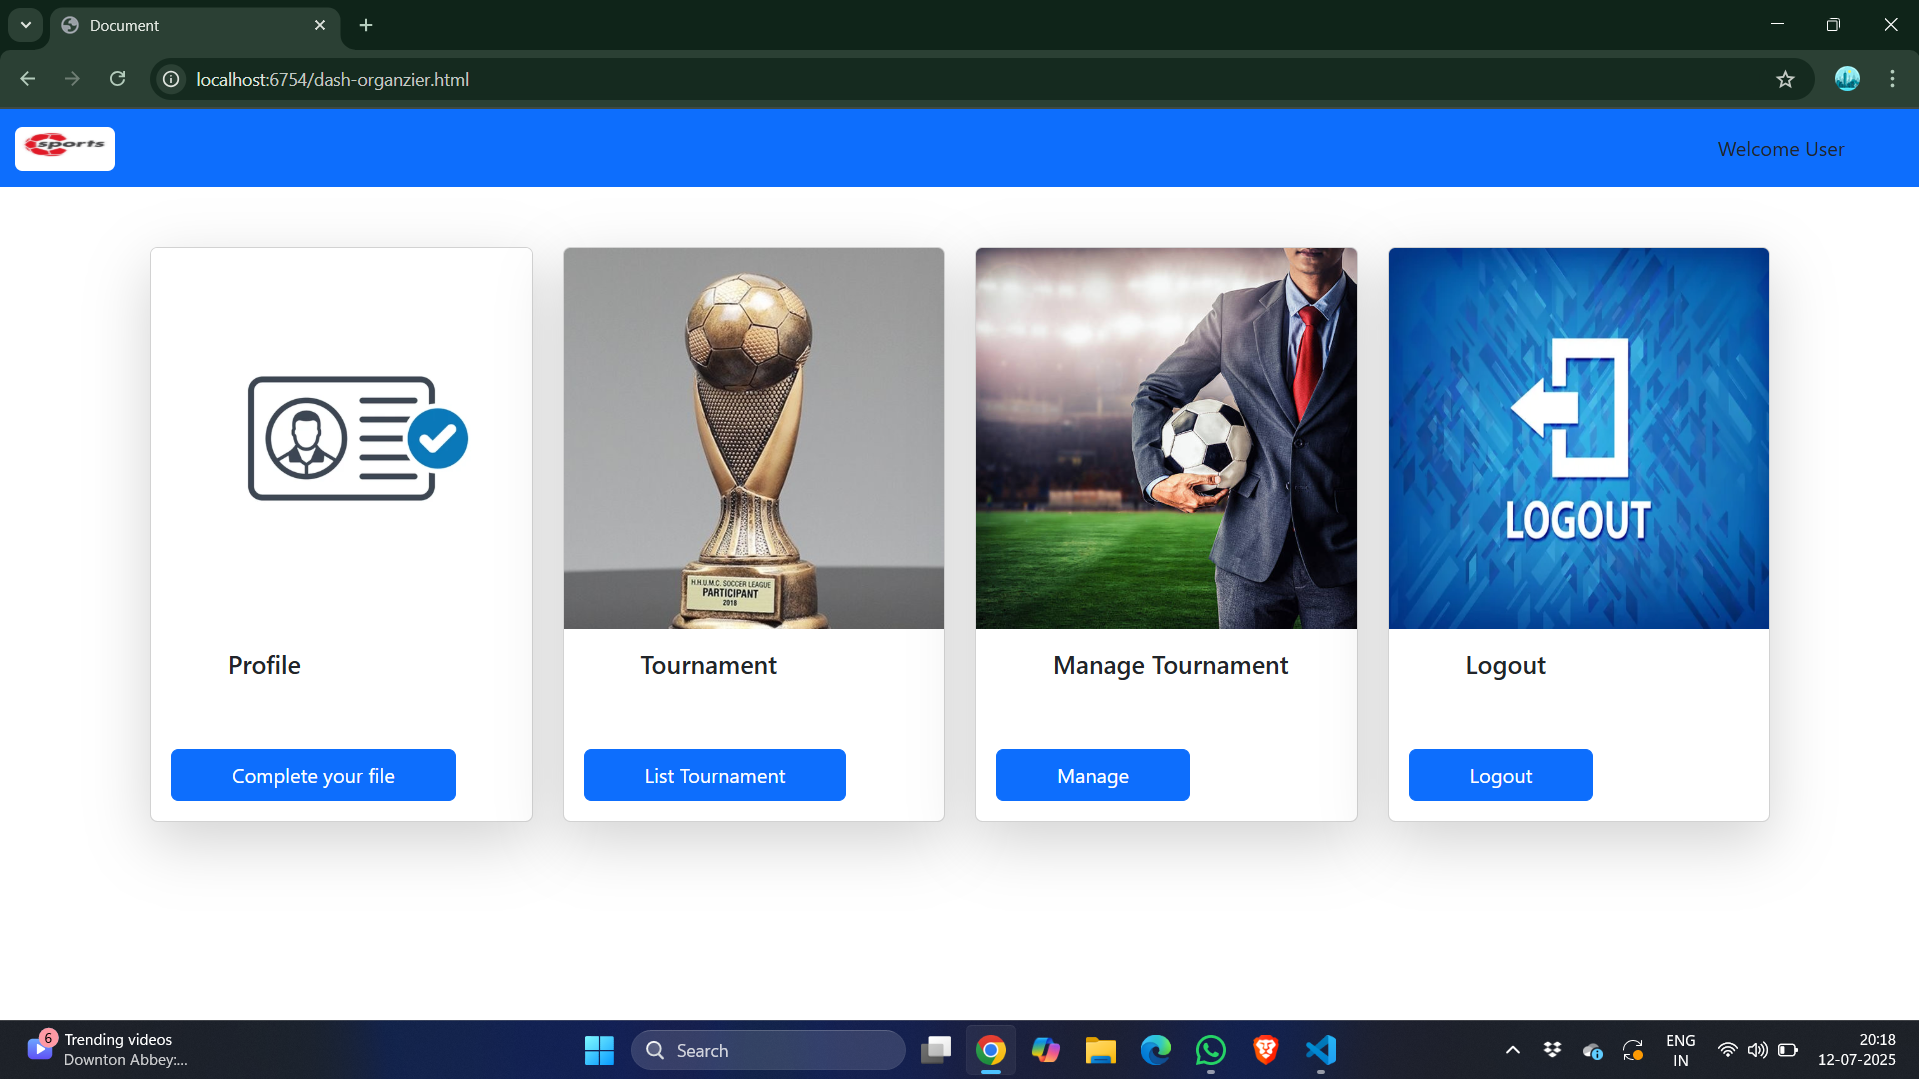 Document
localhost:6754/dash-organzier.html
sports
Welcome User
H.H.U.M.C. SOCCER LEAGUE
PARTICIPANT
2018
LOGOUT
Profile
Tournament
Manage Tournament
Logout
Complete your file
List Tournament
Manage
Logout
6
Trending videos
Downton Abbey:...
Search
ENG
IN
20:18
12-07-2025